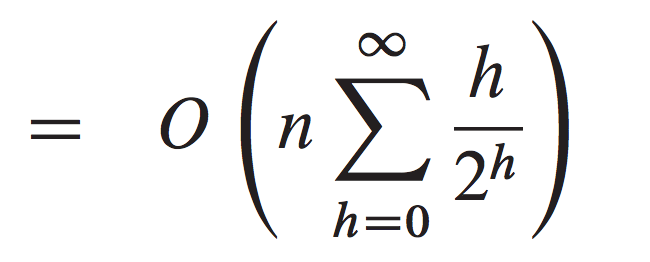 = O ( n ∑_{h=0}^{∞} h/2^h )